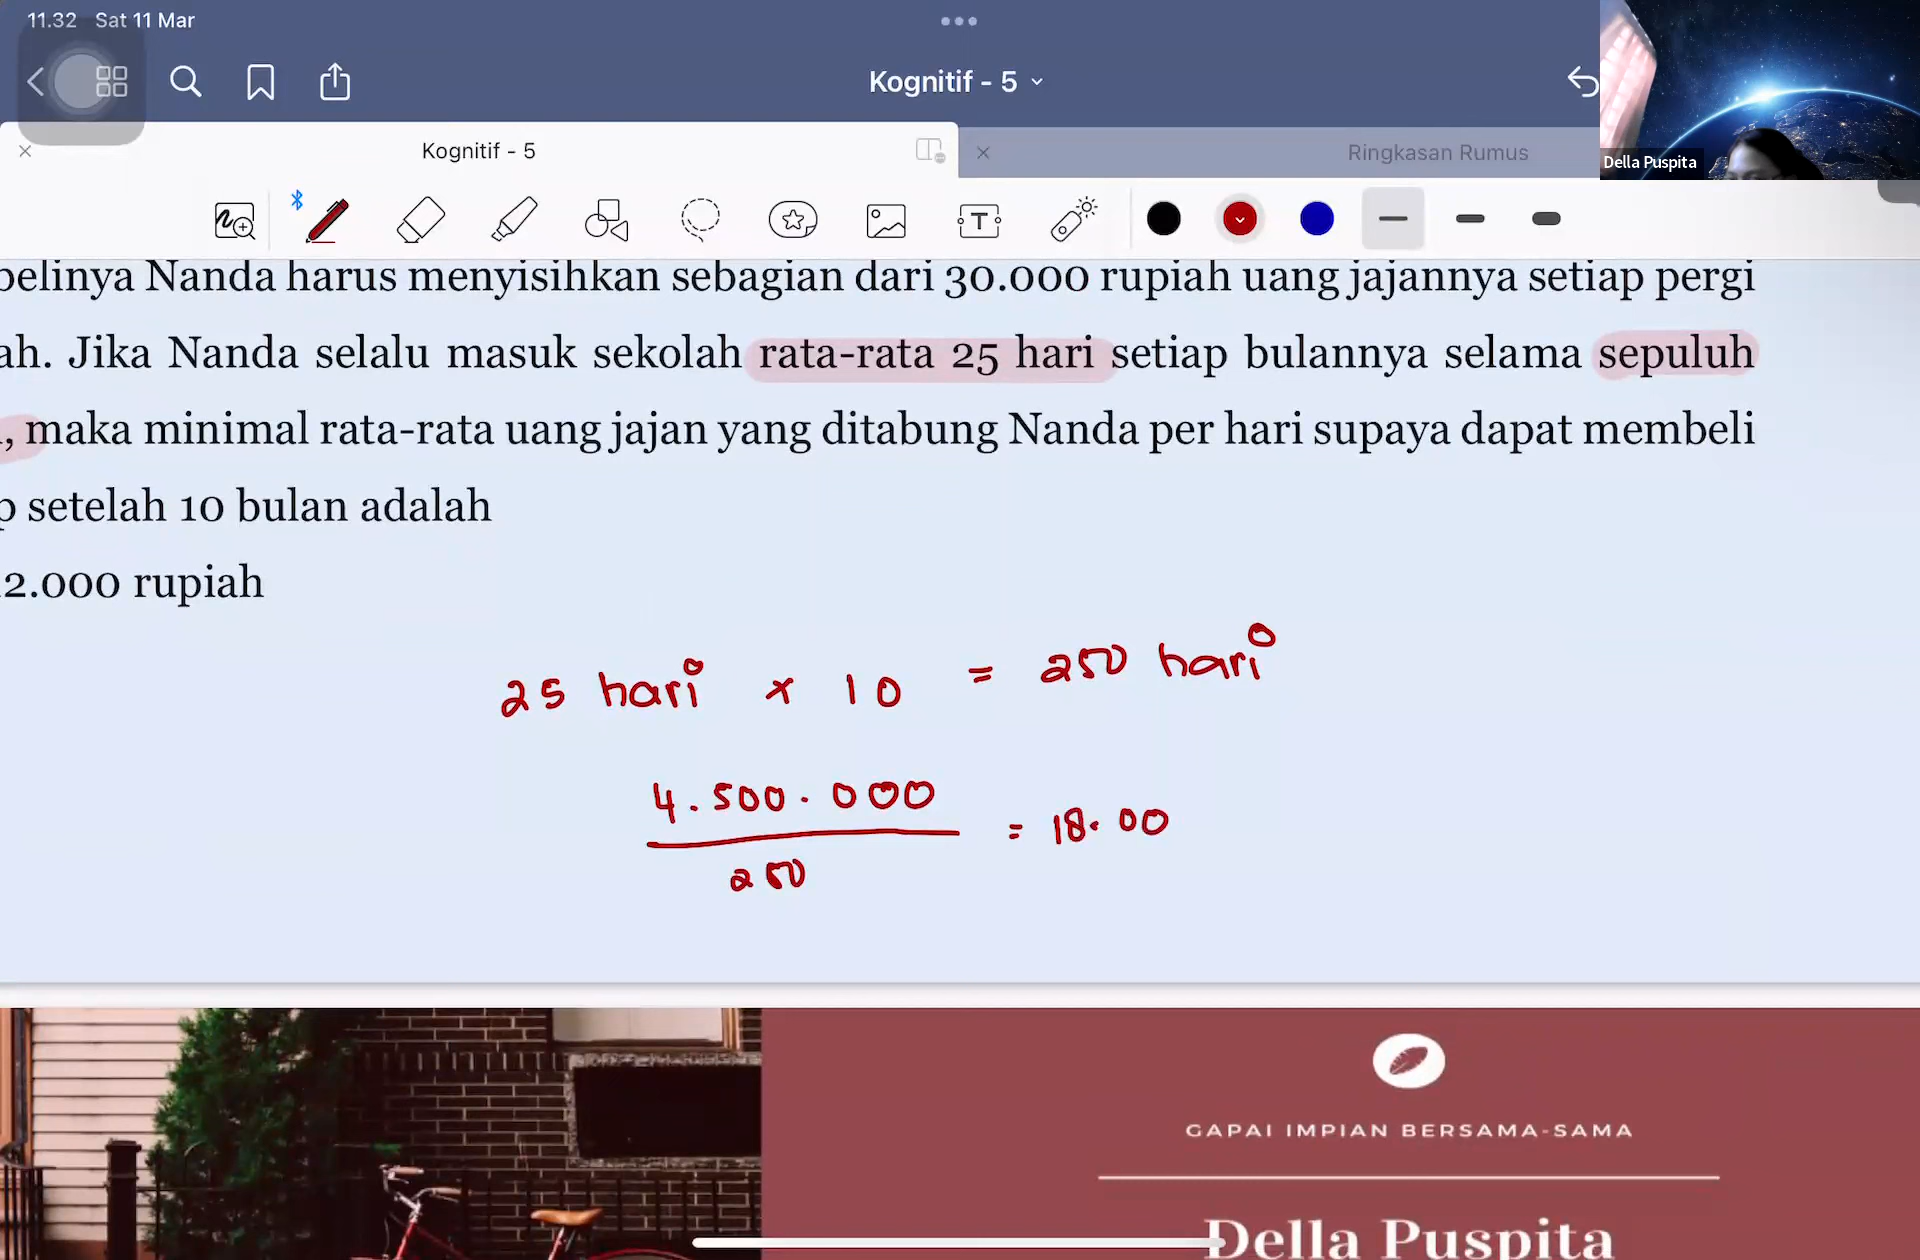 11.32 Sat 11 Mar
Kognitif - 5
Della Puspita
Kognitif - 5
Ringkasan Rumus
T
belinya Nanda harus menyisihkan sebagian dari 30.000 rupiah uang jajannya setiap pergi
ah. Jika Nanda selalu masuk sekolah rata-rata 25 hari setiap bulannya selama sepuluh
, maka minimal rata-rata uang jajan yang ditabung Nanda per hari supaya dapat membeli
p setelah 10 bulan adalah
2.000 rupiah
25 hari x 10 = 250 hari
4.500.000
= 18.00
250
GAPAI IMPIAN BERSAMA-SAMA
Della Puspita